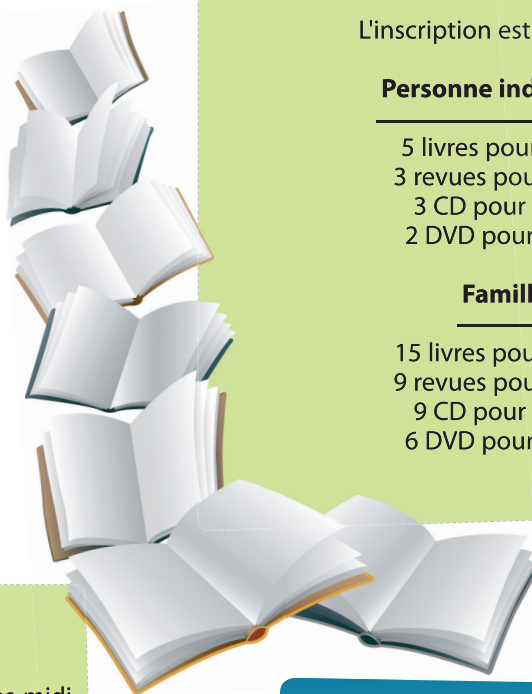 L'inscription est
Personne ind
5 livres pour
3 revues pou
3 CD pour
2 DVD pour
Famill
15 livres pou
9 revues pou
9 CD pour
6 DVD pour
midi